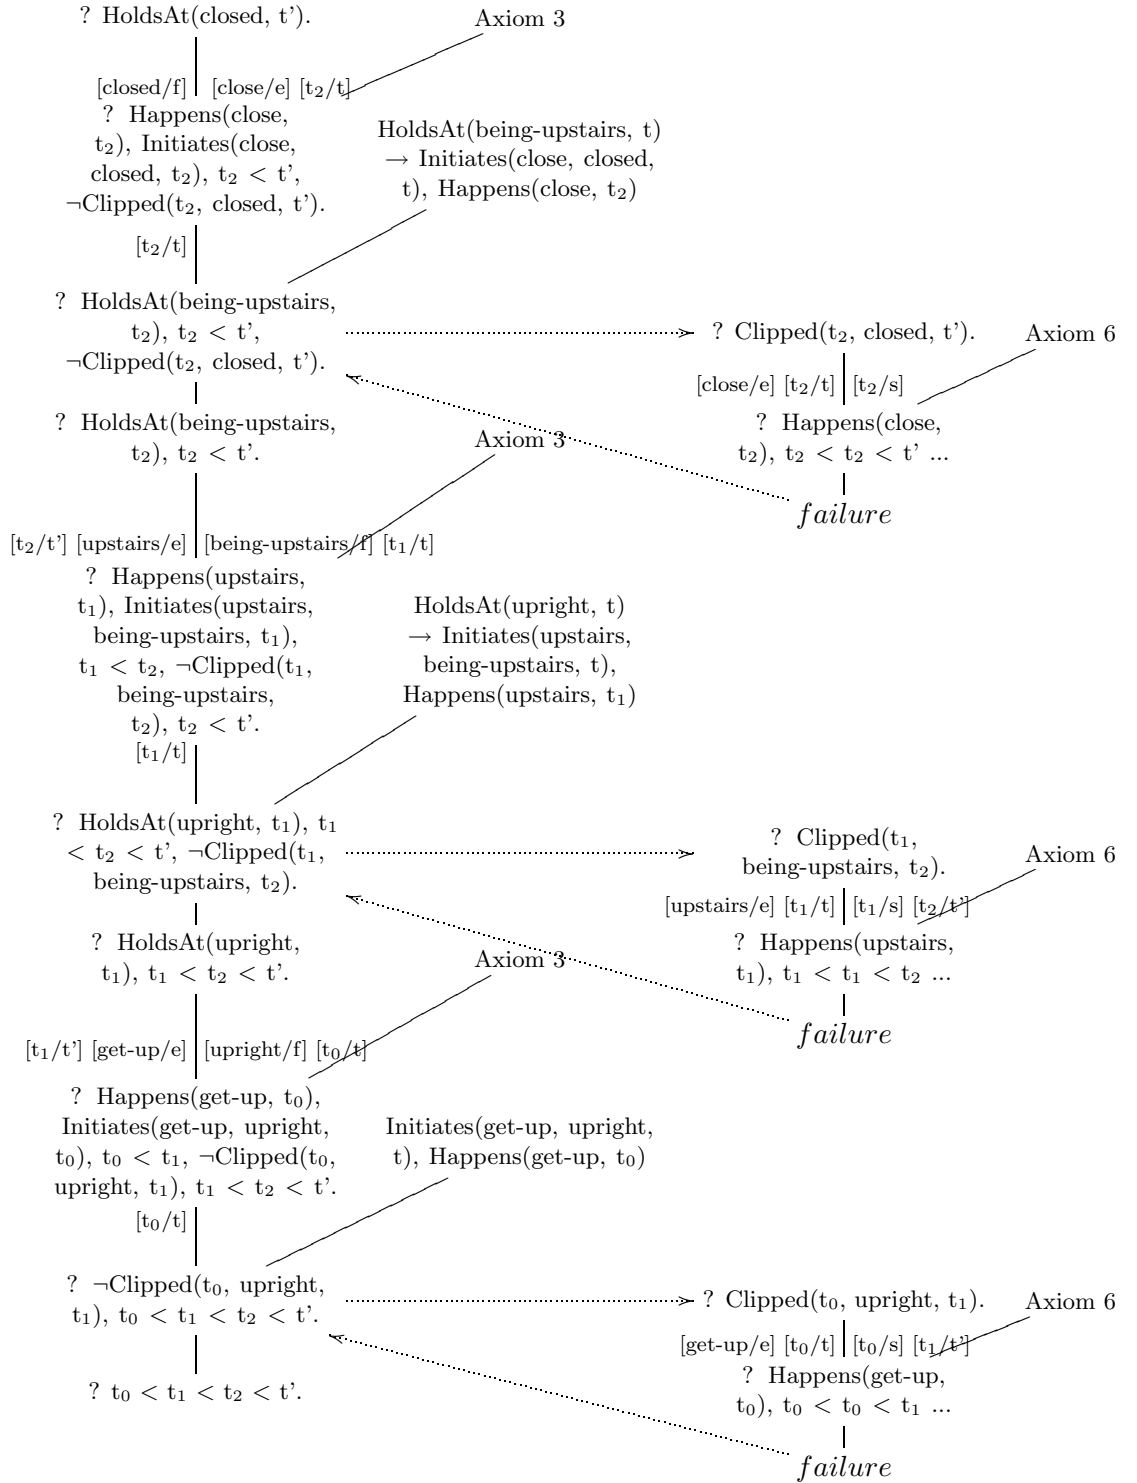 ? HoldsAt(closed, t’).
Axiom 3
[closed/f] [close/e] [t₂/t]
? Happens(close,
t₂), Initiates(close,
closed, t₂), t₂ < t’,
¬Clipped(t₂, closed, t’).
HoldsAt(being-upstairs, t)
→ Initiates(close, closed,
t), Happens(close, t₂)
[t₂/t]
? HoldsAt(being-upstairs,
t₂), t₂ < t’,
¬Clipped(t₂, closed, t’).
? Clipped(t₂, closed, t’).
Axiom 6
[close/e] [t₂/t] [t₂/s]
? HoldsAt(being-upstairs,
t₂), t₂ < t’.
Axiom 3
? Happens(close,
t₂), t₂ < t₂ < t’ ...
failure
[t₂/t’] [upstairs/e] [being-upstairs/f] [t₁/t]
? Happens(upstairs,
t₁), Initiates(upstairs,
being-upstairs, t₁),
t₁ < t₂, ¬Clipped(t₁,
being-upstairs,
t₂), t₂ < t’.
HoldsAt(upright, t)
→ Initiates(upstairs,
being-upstairs, t),
Happens(upstairs, t₁)
[t₁/t]
? HoldsAt(upright, t₁), t₁
< t₂ < t’, ¬Clipped(t₁,
being-upstairs, t₂).
? Clipped(t₁,
being-upstairs, t₂).
Axiom 6
[upstairs/e] [t₁/t] [t₁/s] [t₂/t’]
? HoldsAt(upright,
t₁), t₁ < t₂ < t’.
Axiom 3
? Happens(upstairs,
t₁), t₁ < t₁ < t₂ ...
failure
[t₁/t’] [get-up/e] [upright/f] [t₀/t]
? Happens(get-up, t₀),
Initiates(get-up, upright,
t₀), t₀ < t₁, ¬Clipped(t₀,
upright, t₁), t₁ < t₂ < t’.
Initiates(get-up, upright,
t), Happens(get-up, t₀)
[t₀/t]
? ¬Clipped(t₀, upright,
t₁), t₀ < t₁ < t₂ < t’.
? Clipped(t₀, upright, t₁).
Axiom 6
[get-up/e] [t₀/t] [t₀/s] [t₁/t’]
? t₀ < t₁ < t₂ < t’.
? Happens(get-up,
t₀), t₀ < t₀ < t₁ ...
failure